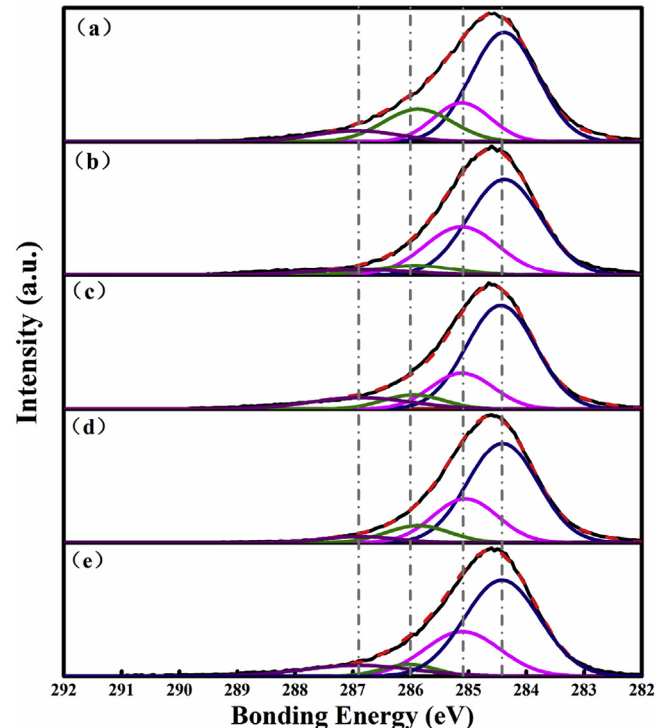 （a）
（b）
（c）
（d）
（e）
Intensity (a.u.)
292 291 290 289 288 287 286 285 284 283 282
Bonding Energy (eV)